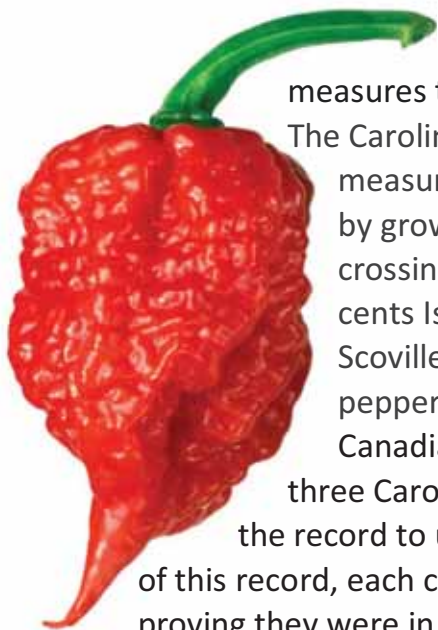 measures
The
measur
by grow
crossin
cents Is
Scoville
pepper
Canadia
three Caro
the record to u
of this record, each c
proving they were in